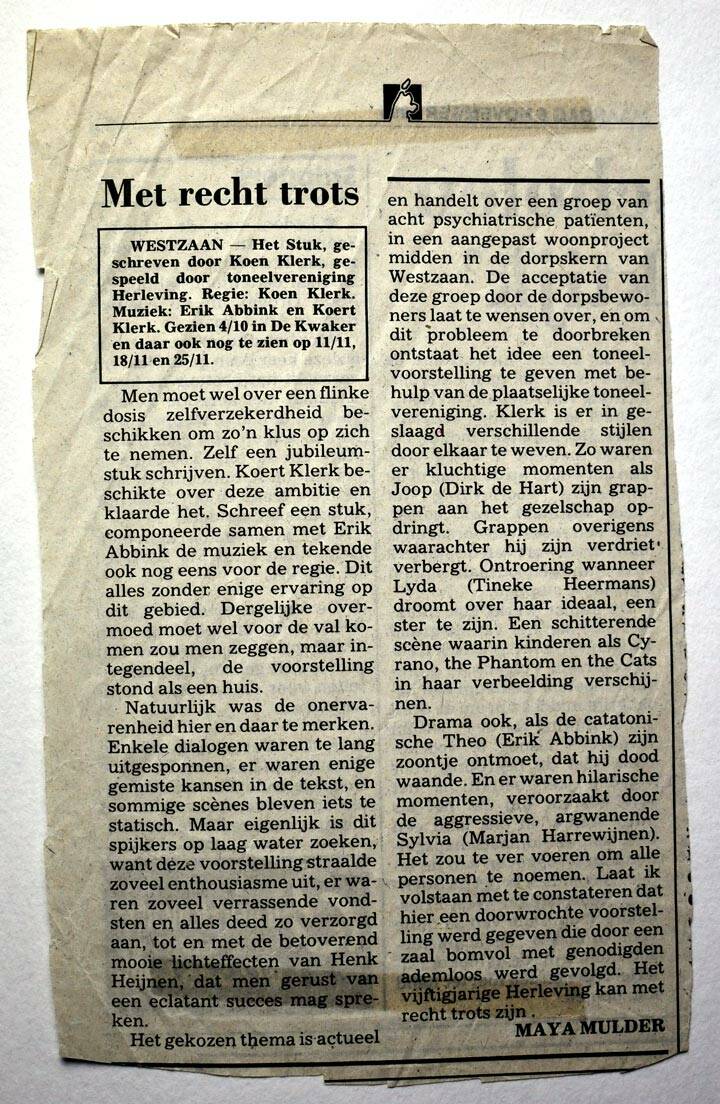 Met recht trots
WESTZAAN — Het Stuk, ge-
schreven door Koen Klerk, ge-
speeld door toneelvereniging
Herleving. Regie: Koen Klerk.
Muziek: Erik Abbink en Koert
Klerk. Gezien 4/10 in De Kwaker
en daar ook nog te zien op 11/11,
18/11 en 25/11.
Men moet wel over een flinke
dosis zelfverzekerdheid be-
schikken om zo'n klus op zich
te nemen. Zelf een jubileum-
stuk schrijven. Koert Klerk be-
schikte over deze ambitie en
klaarde het. Schreef een stuk,
componeerde samen met Erik
Abbink de muziek en tekende
ook nog eens voor de regie. Dit
alles zonder enige ervaring op
dit gebied. Dergelijke over-
moed moet wel voor de val ko-
men zou men zeggen, maar in-
tegendeel, de voorstelling
stond als een huis.
Natuurlijk was de onerva-
renheid hier en daar te merken.
Enkele dialogen waren te lang
uitgesponnen, er waren enige
gemiste kansen in de tekst, en
sommige scènes bleven iets te
statisch. Maar eigenlijk is dit
spijkers op laag water zoeken,
want deze voorstelling straalde
zoveel enthousiasme uit, er wa-
ren zoveel verrassende vond-
sten en alles deed zo verzorgd
aan, tot en met de betoverend
mooie lichteffecten van Henk
Heijnen, dat men gerust van
een eclatant succes mag spre-
ken.
Het gekozen thema is actueel
en handelt over een groep van
acht psychiatrische patïenten,
in een aangepast woonproject
midden in de dorpskern van
Westzaan. De acceptatie van
deze groep door de dorpsbewo-
ners laat te wensen over, en om
dit probleem te doorbreken
ontstaat het idee een toneel-
voorstelling te geven met be-
hulp van de plaatselijke toneel-
vereniging. Klerk is er in ge-
slaagd verschillende stijlen
door elkaar te weven. Zo waren
er kluchtige momenten als
Joop (Dirk de Hart) zijn grap-
pen aan het gezelschap op-
dringt. Grappen overigens
waarachter hij zijn verdriet
verbergt. Ontroering wanneer
Lyda (Tineke Heermans)
droomt over haar ideaal, een
ster te zijn. Een schitterende
scène waarin kinderen als Cy-
rano, the Phantom en the Cats
in haar verbeelding verschij-
nen.
Drama ook, als de catatoni-
sche Theo (Erik Abbink) zijn
zoontje ontmoet, dat hij dood
waande. En er waren hilarische
momenten, veroorzaakt door
de aggressieve, argwanende
Sylvia (Marjan Harrewijnen).
Het zou te ver voeren om alle
personen te noemen. Laat ik
volstaan met te constateren dat
hier een doorwrochte voorstel-
ling werd gegeven die door een
zaal bomvol met genodigden
ademloos werd gevolgd. Het
vijftigjarige Herleving kan met
recht trots zijn.
MAYA MULDER